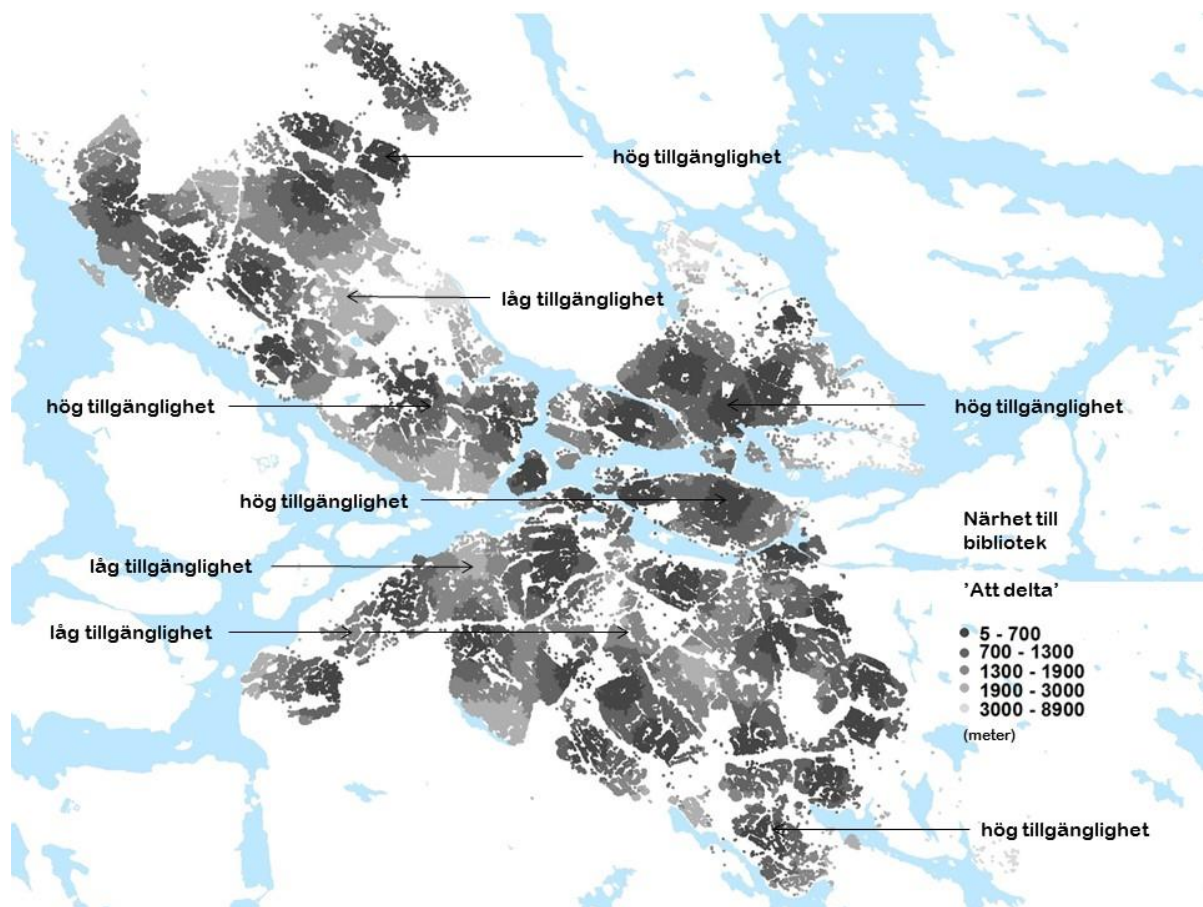 hög tillgänglighet
låg tillgänglighet
hög tillgänglighet
hög tillgänglighet
hög tillgänglighet
låg tillgänglighet
låg tillgänglighet
Närhet till
bibliotek
'Att delta'
5 - 700
700 - 1300
1300 - 1900
1900 - 3000
3000 - 8900
(meter)
hög tillgänglighet